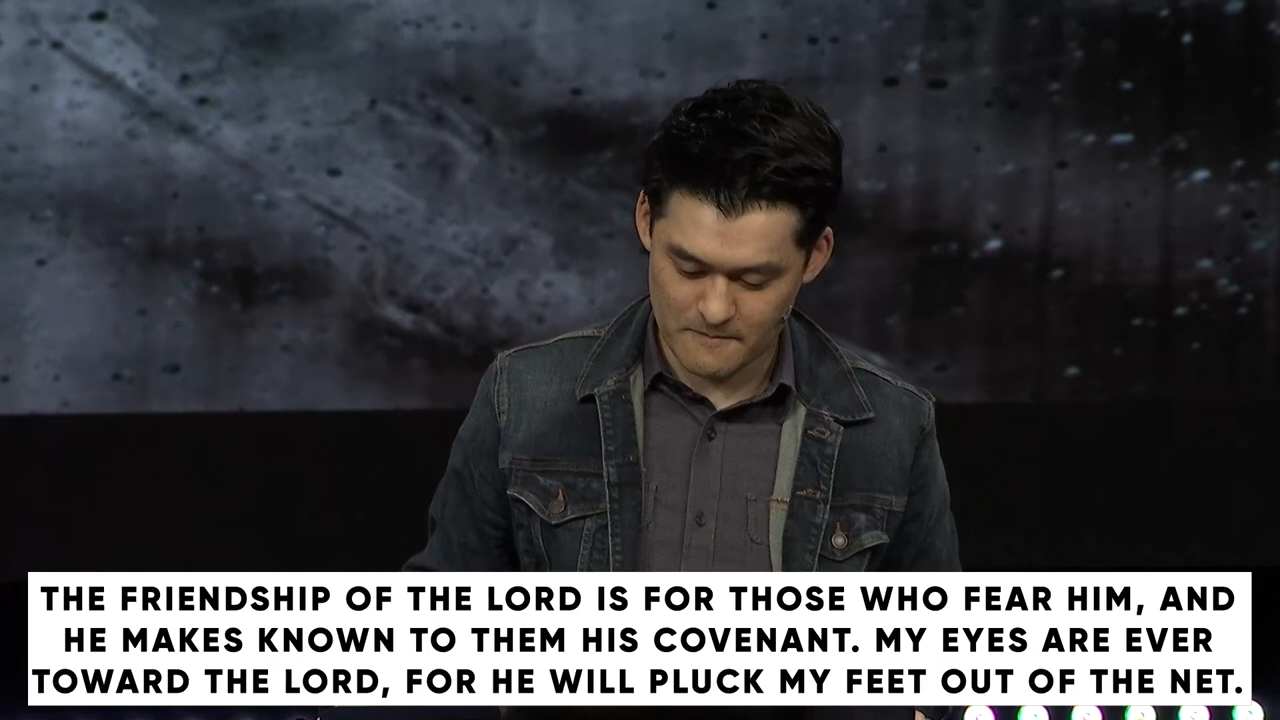 THE FRIENDSHIP OF THE LORD IS FOR THOSE WHO FEAR HIM, AND
HE MAKES KNOWN TO THEM HIS COVENANT. MY EYES ARE EVER
TOWARD THE LORD, FOR HE WILL PLUCK MY FEET OUT OF THE NET.